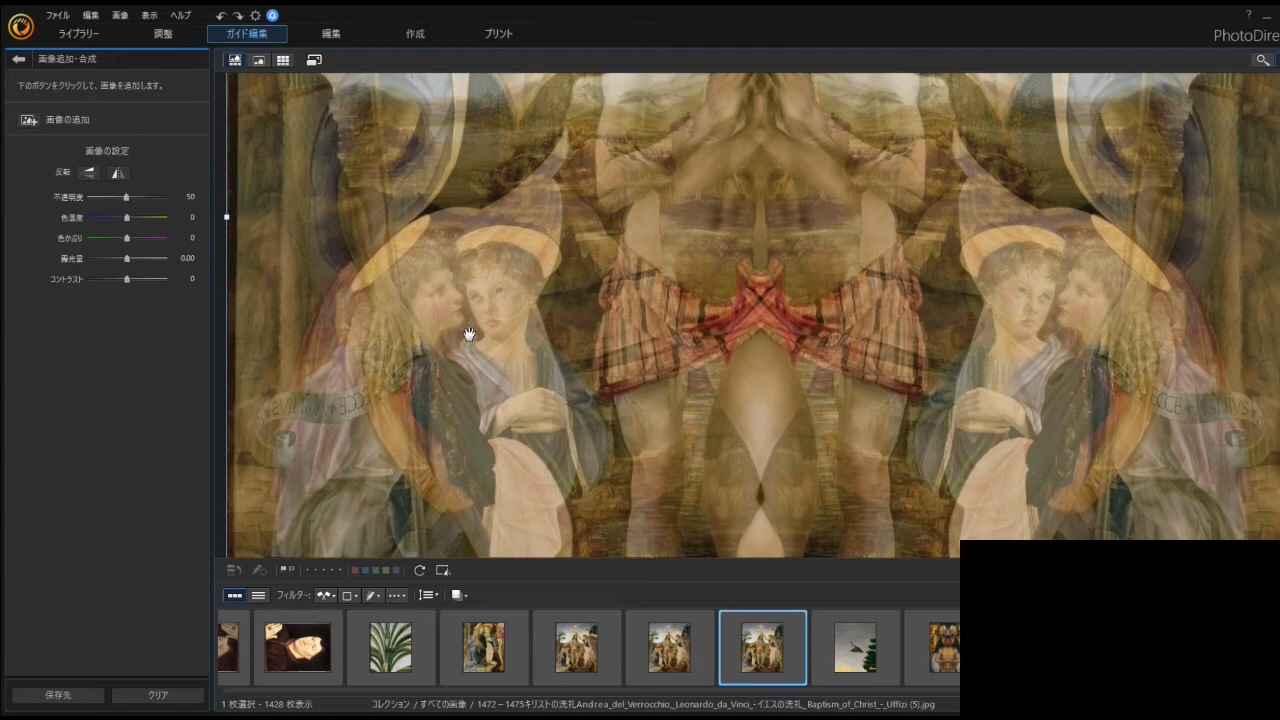 ファイル 編集 画像 表示 ヘルプ
?
ライブラリー 調整 ガイド編集 編集 作成 プリント
PhotoDire
画像追加・合成
下のボタンをクリックして、画像を追加します。
画像の追加
画像の設定
反転
不透明度 50
色温度 0
色かぶり 0
露光量 0.00
コントラスト 0
フィルター:
保存先 クリア
1 枚選択 - 1428 枚表示 コレクション / すべての画像 / 1472－1475キリストの洗礼Andrea_del_Verrocchio,_Leonardo_da_Vinci_-イエスの洗礼_Baptism_of_Christ_-_Uffizi (5).jpg